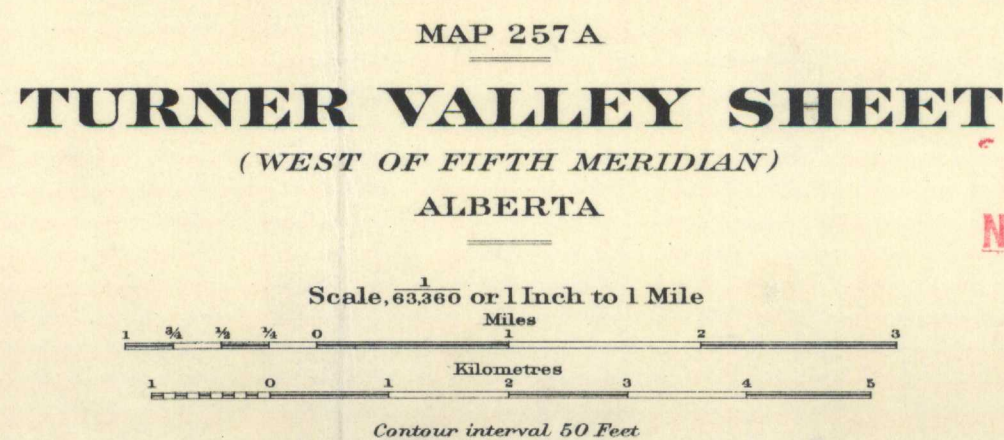 MAP 257A
TURNER VALLEY SHEET
(WEST OF FIFTH MERIDIAN)
ALBERTA
N
Scale, 1/63,360 or 1 Inch to 1 Mile
Miles
1 ¾ ½ ¼ 0 1 2 3
Kilometres
1 0 1 2 3 4 5
Contour interval 50 Feet